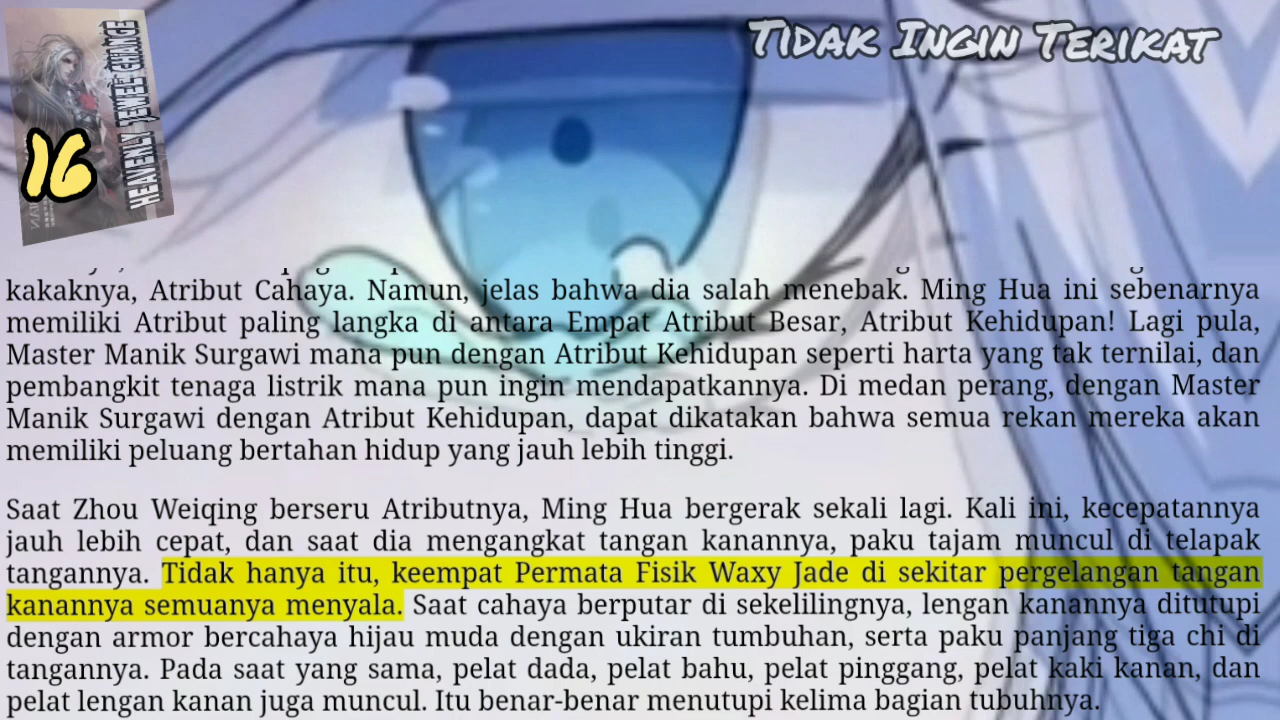 TIDAK INGIN TERIKAT
HEAVENLY JEWEL CHANGE
16
kakaknya, Atribut Cahaya. Namun, jelas bahwa dia salah menebak. Ming Hua ini sebenarnya
memiliki Atribut paling langka di antara Empat Atribut Besar, Atribut Kehidupan! Lagi pula,
Master Manik Surgawi mana pun dengan Atribut Kehidupan seperti harta yang tak ternilai, dan
pembangkit tenaga listrik mana pun ingin mendapatkannya. Di medan perang, dengan Master
Manik Surgawi dengan Atribut Kehidupan, dapat dikatakan bahwa semua rekan mereka akan
memiliki peluang bertahan hidup yang jauh lebih tinggi.
Saat Zhou Weiqing berseru Atributnya, Ming Hua bergerak sekali lagi. Kali ini, kecepatannya
jauh lebih cepat, dan saat dia mengangkat tangan kanannya, paku tajam muncul di telapak
tangannya. Tidak hanya itu, keempat Permata Fisik Waxy Jade di sekitar pergelangan tangan
kanannya semuanya menyala. Saat cahaya berputar di sekelilingnya, lengan kanannya ditutupi
dengan armor bercahaya hijau muda dengan ukiran tumbuhan, serta paku panjang tiga chi di
tangannya. Pada saat yang sama, pelat dada, pelat bahu, pelat pinggang, pelat kaki kanan, dan
pelat lengan kanan juga muncul. Itu benar-benar menutupi kelima bagian tubuhnya.